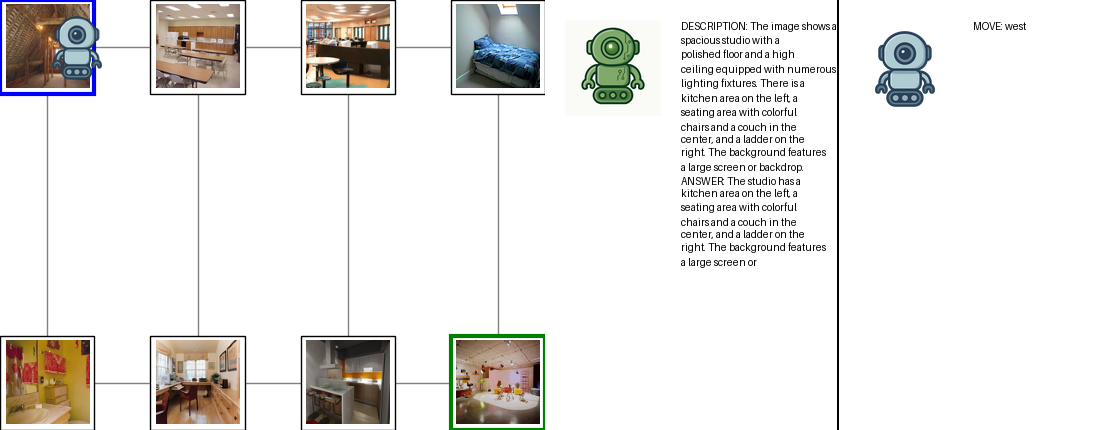 DESCRIPTION: The image shows a
spacious studio with a
polished floor and a high
ceiling equipped with numerous
lighting fixtures. There is a
kitchen area on the left, a
seating area with colorful
chairs and a couch in the
center, and a ladder on the
right. The background features
a large screen or backdrop.
ANSWER: The studio has a
kitchen area on the left, a
seating area with colorful
chairs and a couch in the
center, and a ladder on the
right. The background features
a large screen or
MOVE: west